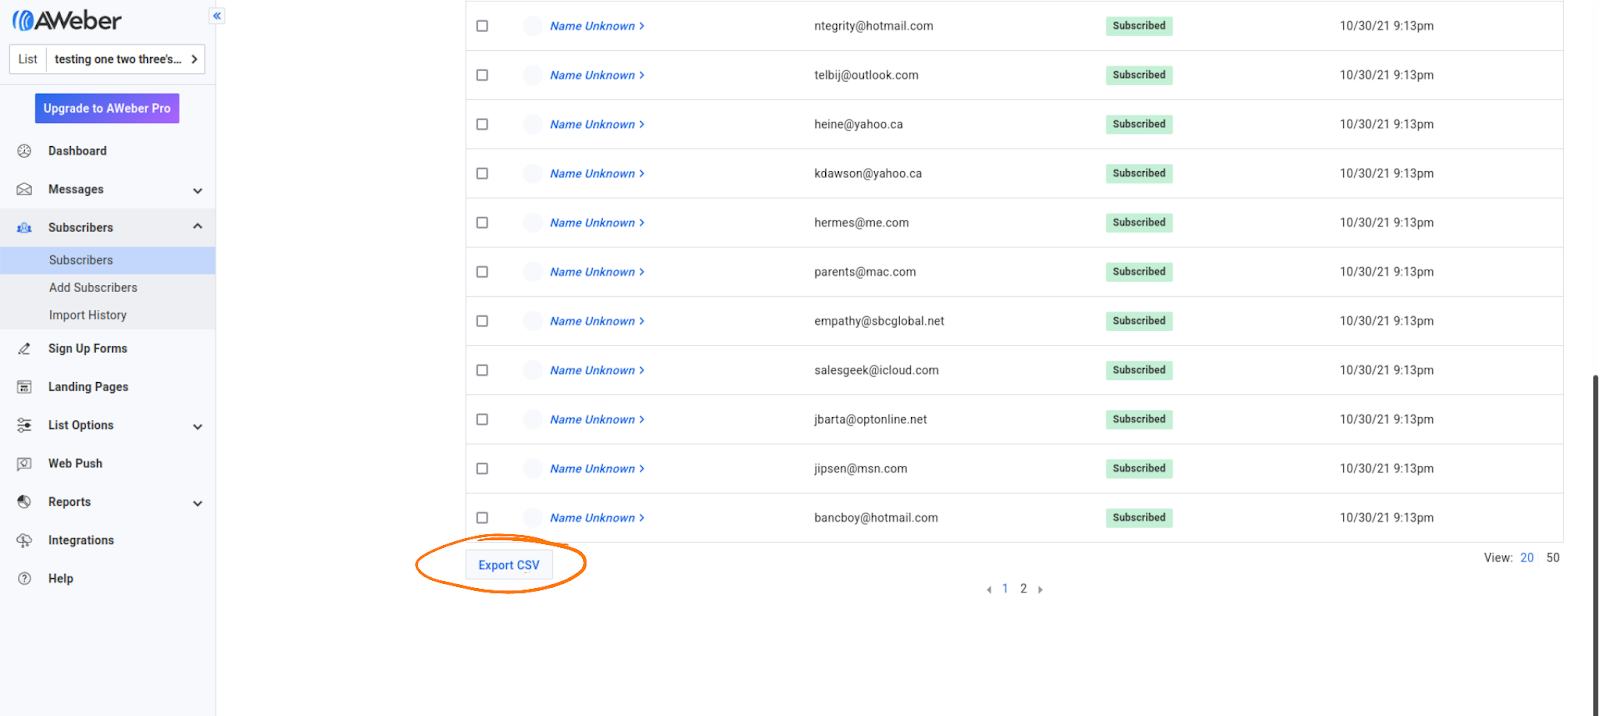 AWeber
«
List testing one two three's... >
Upgrade to AWeber Pro
Dashboard
Messages
Subscribers
Subscribers
Add Subscribers
Import History
Sign Up Forms
Landing Pages
List Options
Web Push
Reports
Integrations
Help
Name Unknown > ntegrity@hotmail.com Subscribed 10/30/21 9:13pm
Name Unknown > telbij@outlook.com Subscribed 10/30/21 9:13pm
Name Unknown > heine@yahoo.ca Subscribed 10/30/21 9:13pm
Name Unknown > kdawson@yahoo.ca Subscribed 10/30/21 9:13pm
Name Unknown > hermes@me.com Subscribed 10/30/21 9:13pm
Name Unknown > parents@mac.com Subscribed 10/30/21 9:13pm
Name Unknown > empathy@sbcglobal.net Subscribed 10/30/21 9:13pm
Name Unknown > salesgeek@icloud.com Subscribed 10/30/21 9:13pm
Name Unknown > jbarta@optonline.net Subscribed 10/30/21 9:13pm
Name Unknown > jipsen@msn.com Subscribed 10/30/21 9:13pm
Name Unknown > bancboy@hotmail.com Subscribed 10/30/21 9:13pm
Export CSV
View: 20 50
1 2